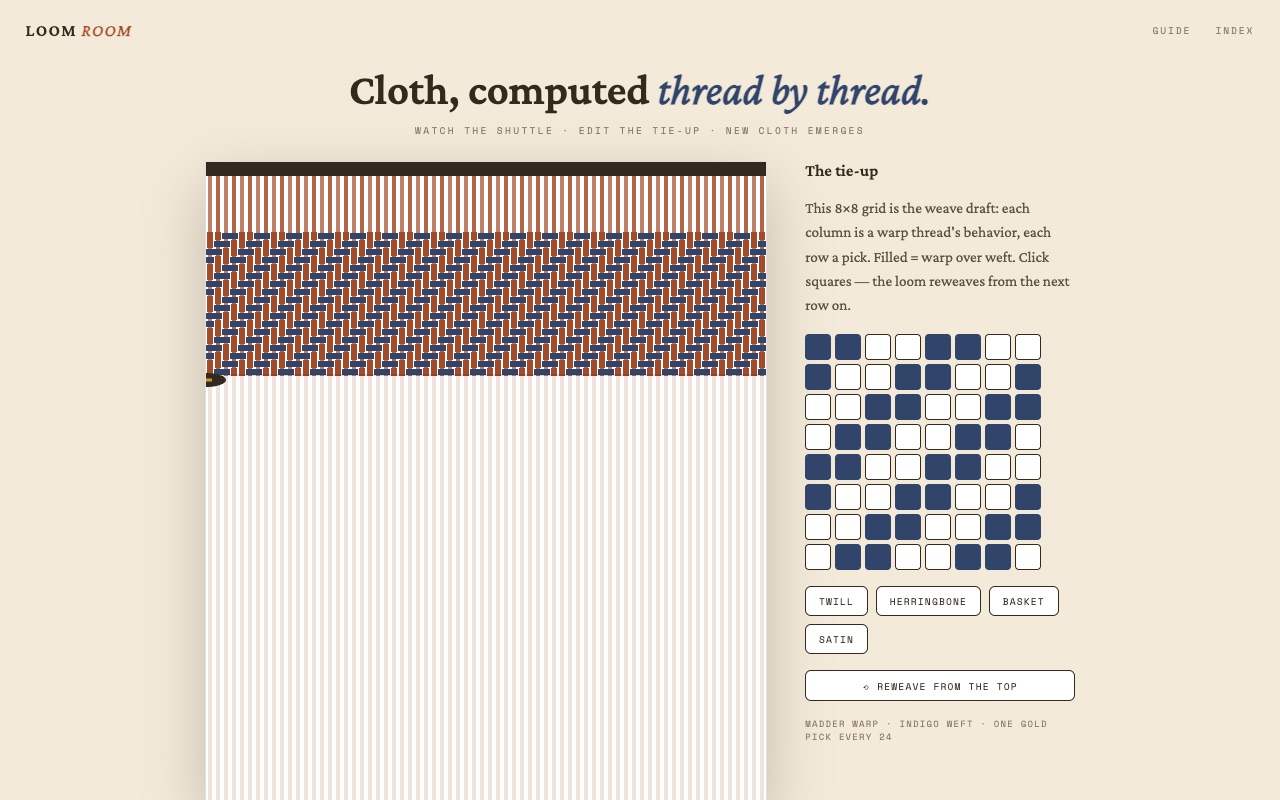 LOOM ROOM
GUIDE INDEX
Cloth, computed thread by thread.
WATCH THE SHUTTLE · EDIT THE TIE-UP · NEW CLOTH EMERGES
The tie-up
This 8×8 grid is the weave draft: each
column is a warp thread's behavior, each
row a pick. Filled = warp over weft. Click
squares — the loom reweaves from the next
row on.
TWILL HERRINGBONE BASKET
SATIN
⟲ REWEAVE FROM THE TOP
MADDER WARP · INDIGO WEFT · ONE GOLD
PICK EVERY 24